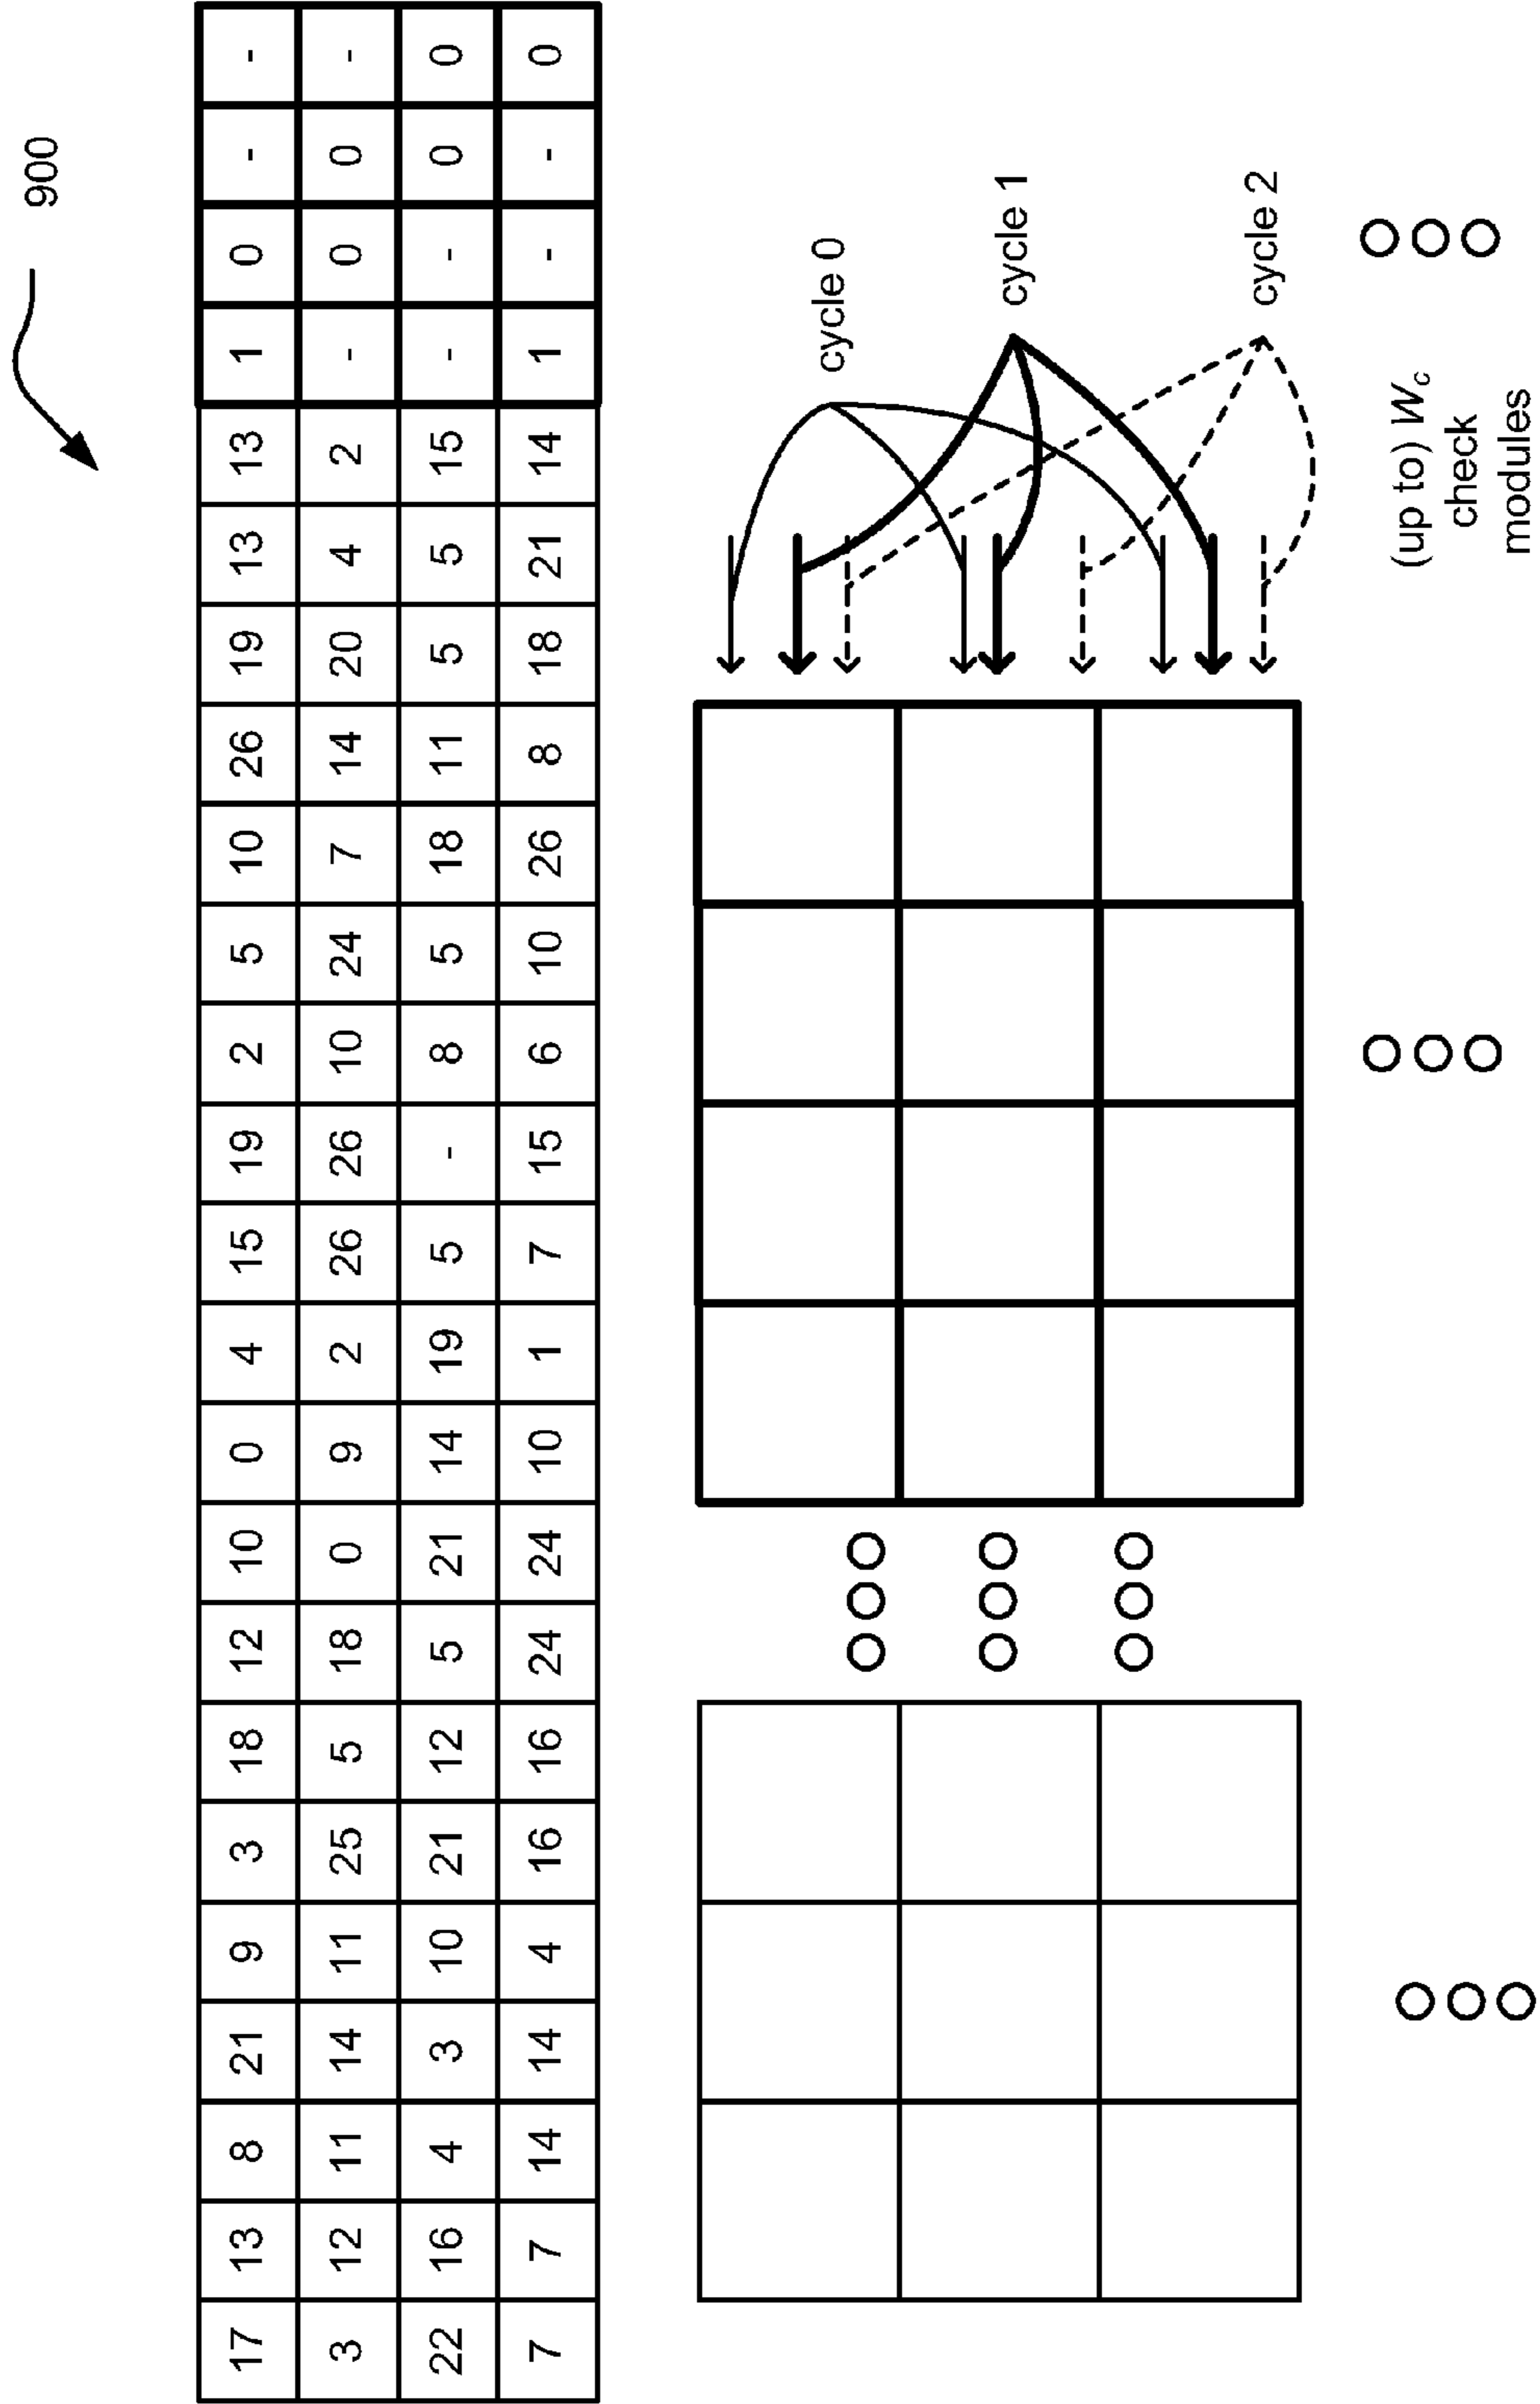 900
17 13 8 21 9 3 18 12 10 0 4 15 19 2 5 10 26 19 13 13 1 0 - -
3 12 11 14 11 25 5 18 0 9 2 26 26 10 24 7 14 20 4 2 - 0 0 -
22 16 4 3 10 21 12 5 21 14 19 5 - 8 5 18 11 5 5 15 - - 0 0
7 7 14 14 4 16 16 24 24 10 1 7 15 6 10 26 8 18 21 14 1 - - 0
cycle 0
cycle 1
cycle 2
(up to) Wc
check
modules